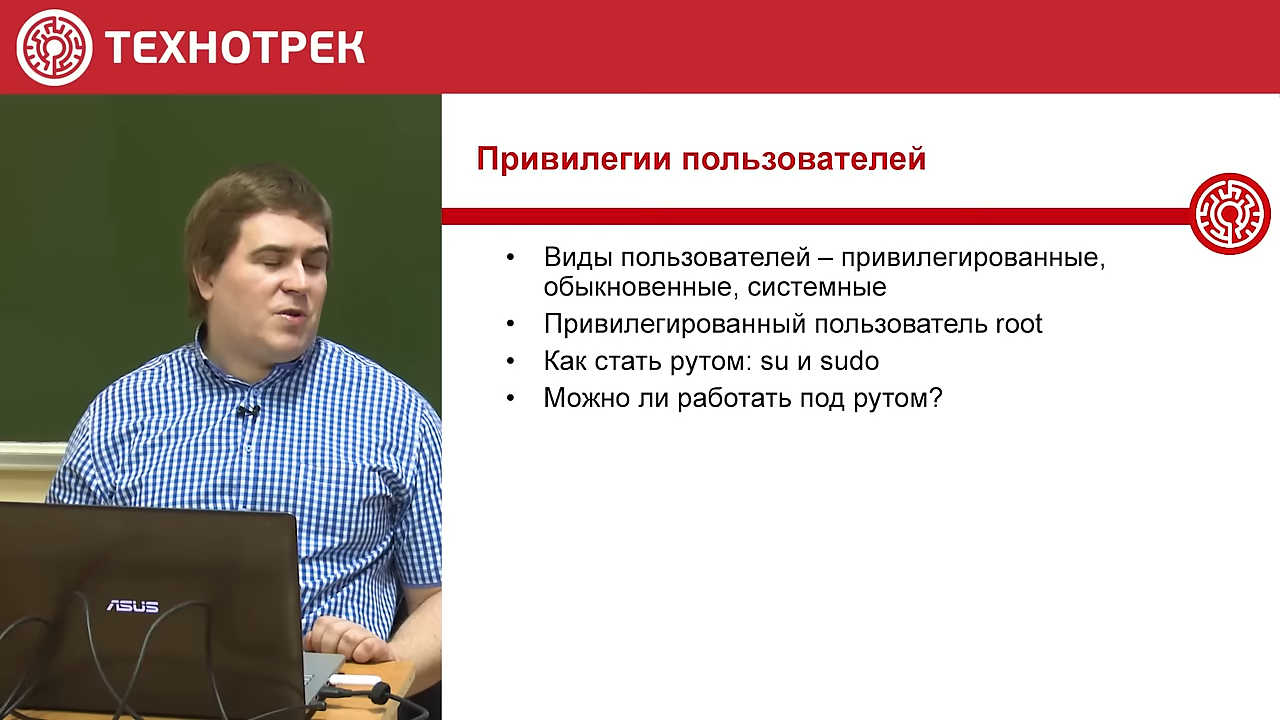 ТЕХНОТРЕК
Привилегии пользователей
• Виды пользователей – привилегированные,
обыкновенные, системные
• Привилегированный пользователь root
• Как стать рутом: su и sudo
• Можно ли работать под рутом?
ASUS